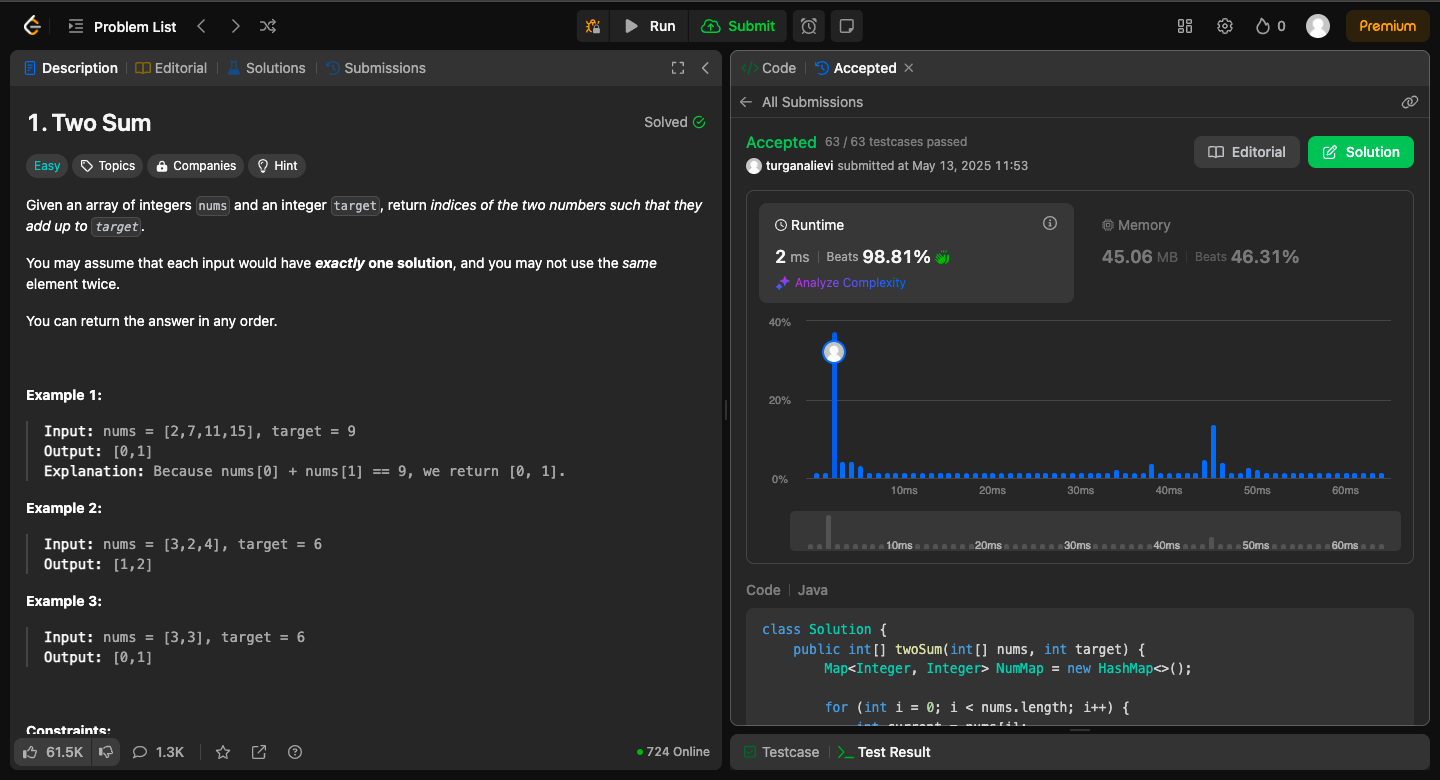 Problem List
Run
Submit
0
Premium
Description
Editorial
Solutions
Submissions
1. Two Sum
Solved
Easy
Topics
Companies
Hint
Given an array of integers nums and an integer target, return indices of the two numbers such that they
add up to target.
You may assume that each input would have exactly one solution, and you may not use the same
element twice.
You can return the answer in any order.
Example 1:
Input: nums = [2,7,11,15], target = 9
Output: [0,1]
Explanation: Because nums[0] + nums[1] == 9, we return [0, 1].
Example 2:
Input: nums = [3,2,4], target = 6
Output: [1,2]
Example 3:
Input: nums = [3,3], target = 6
Output: [0,1]
Constraints:
61.5K
1.3K
724 Online
Code
Accepted
All Submissions
Accepted 63 / 63 testcases passed
turganalievi submitted at May 13, 2025 11:53
Editorial
Solution
Runtime
2 ms Beats 98.81%
Analyze Complexity
Memory
45.06 MB Beats 46.31%
40%
20%
0%
10ms 20ms 30ms 40ms 50ms 60ms
10ms 20ms 30ms 40ms 50ms 60ms
Code Java
class Solution {
public int[] twoSum(int[] nums, int target) {
Map<Integer, Integer> NumMap = new HashMap<>();
for (int i = 0; i < nums.length; i++) {
int current = nums[i];
Testcase
Test Result